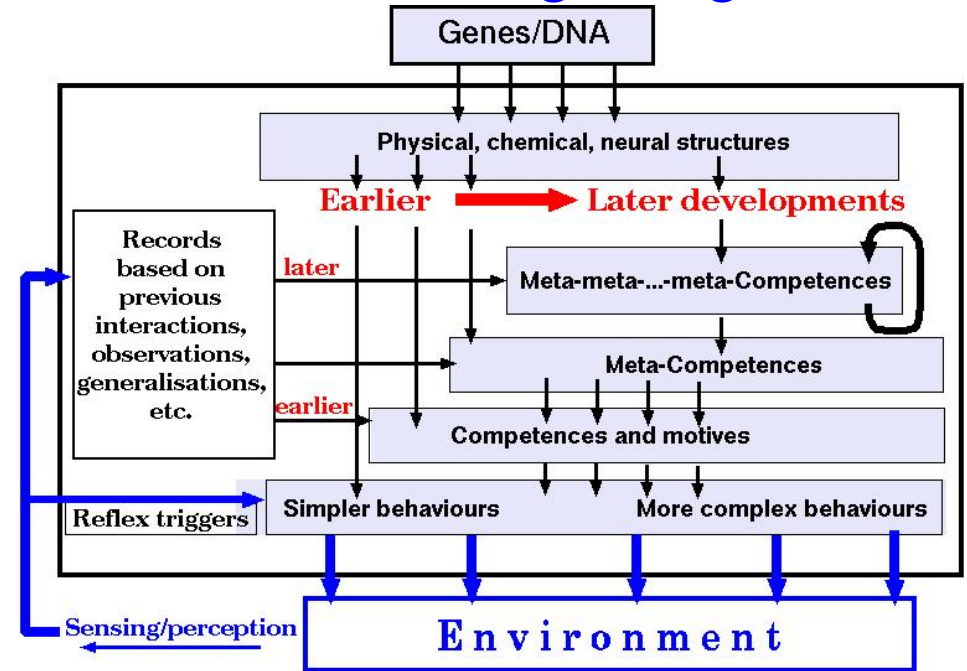 Genes/DNA
Physical, chemical, neural structures
Earlier
Later developments
Records
based on
previous
interactions,
observations,
generalisations,
etc.
later
Meta-meta-...-meta-Competences
Meta-Competences
earlier
Competences and motives
Reflex triggers
Simpler behaviours
More complex behaviours
Sensing/perception
Environment